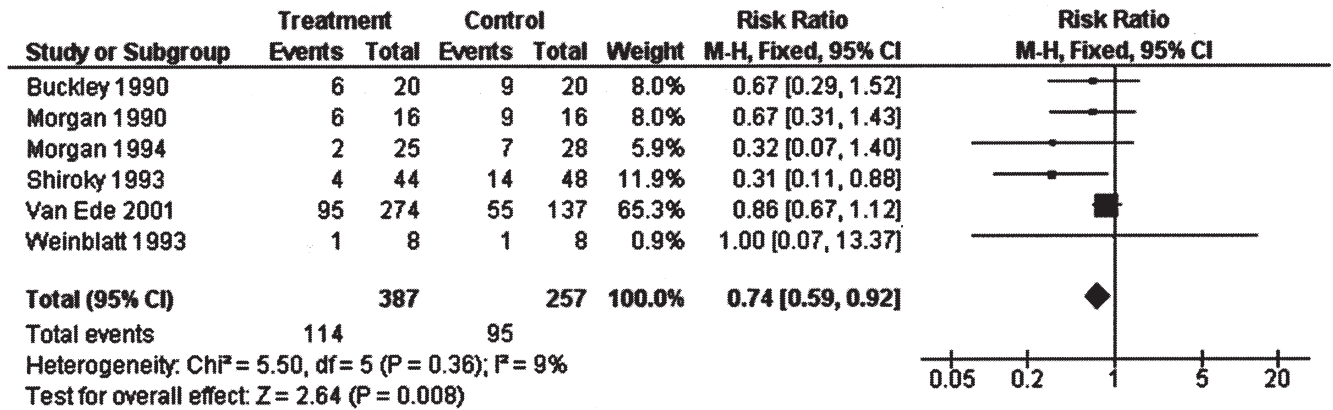 Treatment Control Risk Ratio Risk Ratio
Study or Subgroup Events Total Events Total Weight M-H, Fixed, 95% CI M-H, Fixed, 95% CI
Buckley 1990 6 20 9 20 8.0% 0.67 [0.29, 1.52]
Morgan 1990 6 16 9 16 8.0% 0.67 [0.31, 1.43]
Morgan 1994 2 25 7 28 5.9% 0.32 [0.07, 1.40]
Shiroky 1993 4 44 14 48 11.9% 0.31 [0.11, 0.88]
Van Ede 2001 95 274 55 137 65.3% 0.86 [0.67, 1.12]
Weinblatt 1993 1 8 1 8 0.9% 1.00 [0.07, 13.37]
Total (95% CI) 387 257 100.0% 0.74 [0.59, 0.92]
Total events 114 95
Heterogeneity: Chi² = 5.50, df = 5 (P = 0.36); I² = 9%
Test for overall effect: Z = 2.64 (P = 0.008)
0.05 0.2 1 5 20